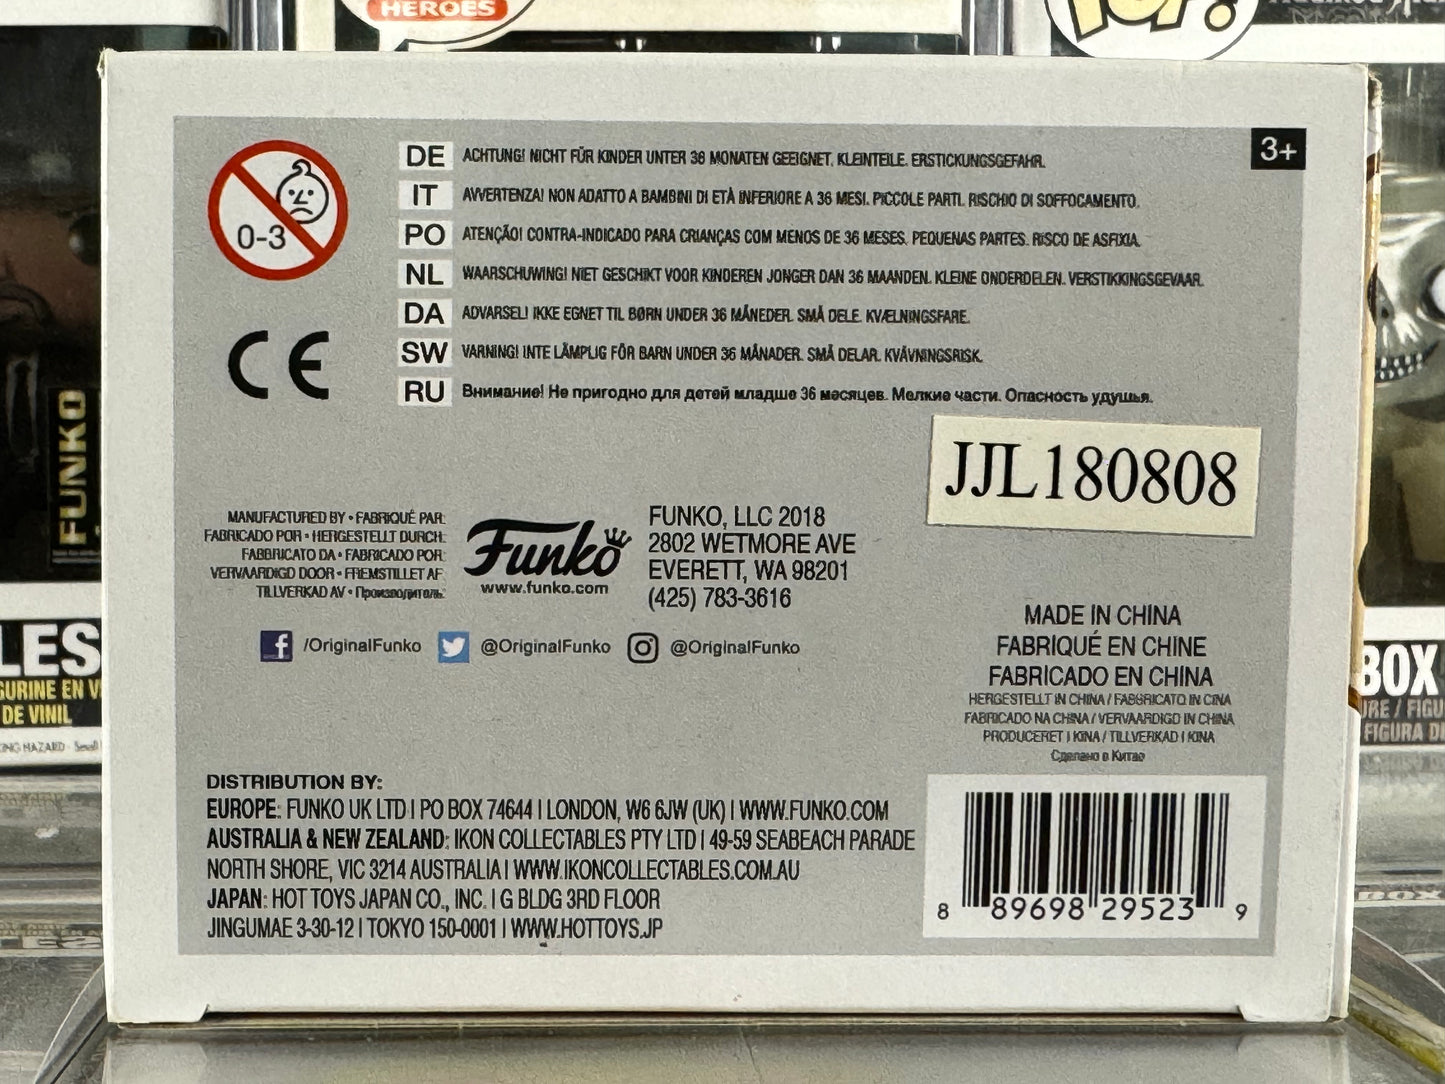 HEROES
POP!
3+
0-3
DE ACHTUNG! NICHT FÜR KINDER UNTER 36 MONATEN GEEIGNET. KLEINTEILE. ERSTICKUNGSGEFAHR.
IT AVVERTENZA! NON ADATTO A BAMBINI DI ETÀ INFERIORE A 36 MESI. PICCOLE PARTI. RISCHIO DI SOFFOCAMENTO.
PO ATENÇÃO! CONTRA-INDICADO PARA CRIANÇAS COM MENOS DE 36 MESES. PEQUENAS PARTES. RISCO DE ASFIXIA.
NL WAARSCHUWING! NIET GESCHIKT VOOR KINDEREN JONGER DAN 36 MAANDEN. KLEINE ONDERDELEN. VERSTIKKINGSGEVAAR.
DA ADVARSEL! IKKE EGNET TIL BØRN UNDER 36 MÅNEDER. SMÅ DELE. KVÆLNINGSFARE.
SW VARNING! INTE LÄMPLIG FÖR BARN UNDER 36 MÅNADER. SMÅ DELAR. KVÄVNINGSRISK.
RU Внимание! Не пригодно для детей младше 36 месяцев. Мелкие части. Опасность удушья.
CE
JJL180808
MANUFACTURED BY • FABRIQUÉ PAR:
FABRICADO POR • HERGESTELLT DURCH:
FABBRICATO DA • FABRICADO POR:
VERVAARDIGD DOOR • FREMSTILLET AF:
TILLVERKAD AV • Производитель:
Funko
www.funko.com
FUNKO, LLC 2018
2802 WETMORE AVE
EVERETT, WA 98201
(425) 783-3616
/OriginalFunko @OriginalFunko @OriginalFunko
MADE IN CHINA
FABRIQUÉ EN CHINE
FABRICADO EN CHINA
HERGESTELLT IN CHINA / FABBRICATO IN CINA
FABRICADO NA CHINA / VERVAARDIGD IN CHINA
PRODUCERET I KINA / TILLVERKAD I KINA
Сделано в Китае
DISTRIBUTION BY:
EUROPE: FUNKO UK LTD | PO BOX 74644 | LONDON, W6 6JW (UK) | WWW.FUNKO.COM
AUSTRALIA & NEW ZEALAND: IKON COLLECTABLES PTY LTD | 49-59 SEABEACH PARADE
NORTH SHORE, VIC 3214 AUSTRALIA | WWW.IKONCOLLECTABLES.COM.AU
JAPAN: HOT TOYS JAPAN CO., INC. | G BLDG 3RD FLOOR
JINGUMAE 3-30-12 | TOKYO 150-0001 | WWW.HOTTOYS.JP
8 89698 29523 9
FUNKO
LES
GURINE EN V
DE VINIL
KING HAZARD - Small
BOX
URE / FIGU
FIGURA DE